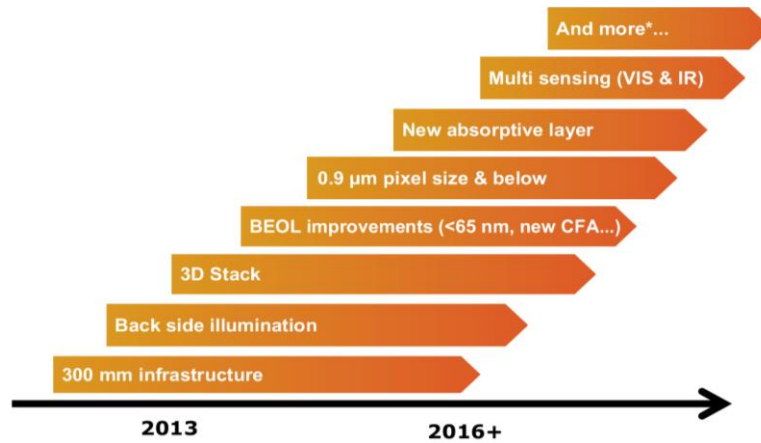 And more*...
Multi sensing (VIS & IR)
New absorptive layer
0.9 µm pixel size & below
BEOL improvements (<65 nm, new CFA...)
3D Stack
Back side illumination
300 mm infrastructure
2013
2016+